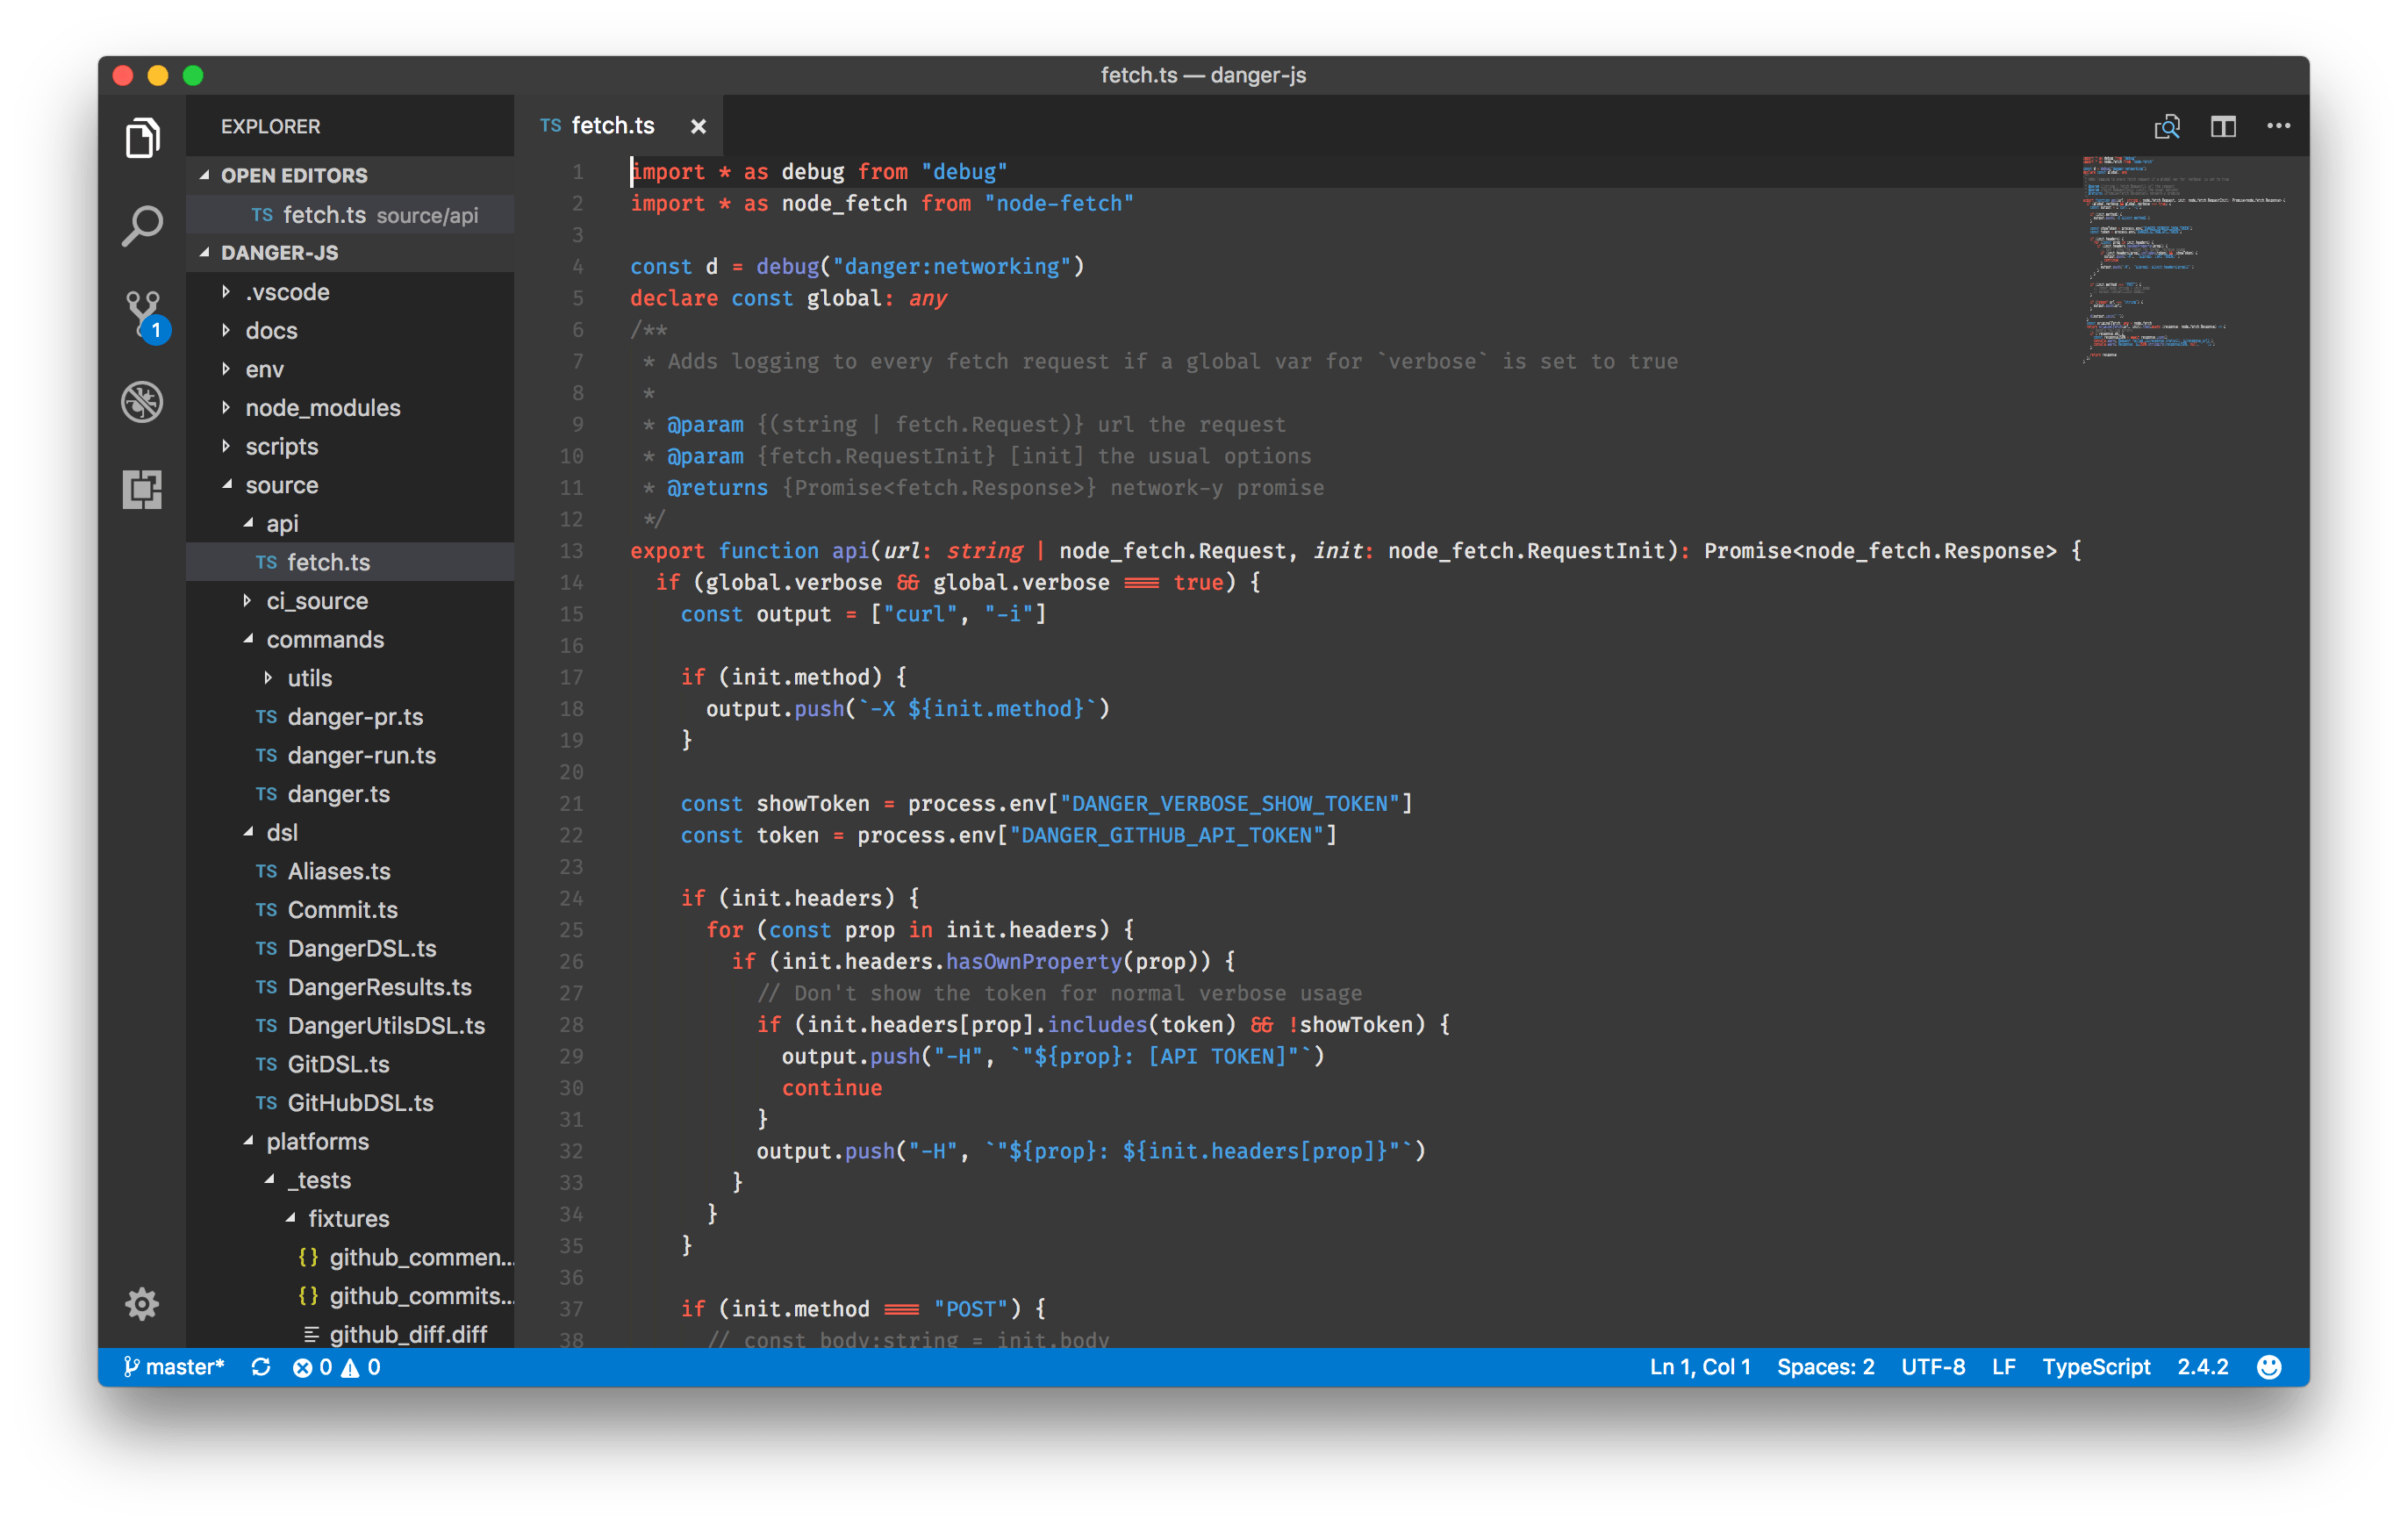 fetch.ts — danger-js
EXPLORER
OPEN EDITORS
TS fetch.ts source/api
DANGER-JS
.vscode
docs
env
node_modules
scripts
source
api
TS fetch.ts
ci_source
commands
utils
TS danger-pr.ts
TS danger-run.ts
TS danger.ts
dsl
TS Aliases.ts
TS Commit.ts
TS DangerDSL.ts
TS DangerResults.ts
TS DangerUtilsDSL.ts
TS GitDSL.ts
TS GitHubDSL.ts
platforms
_tests
fixtures
{} github_commen...
{} github_commits...
github_diff.diff
1
TS fetch.ts ×
1 import * as debug from "debug"
2 import * as node_fetch from "node-fetch"
3
4 const d = debug("danger:networking")
5 declare const global: any
6 /**
7 * Adds logging to every fetch request if a global var for `verbose` is set to true
8 *
9 * @param {(string | fetch.Request)} url the request
10 * @param {fetch.RequestInit} [init] the usual options
11 * @returns {Promise<fetch.Response>} network-y promise
12 */
13 export function api(url: string | node_fetch.Request, init: node_fetch.RequestInit): Promise<node_fetch.Response> {
14 if (global.verbose && global.verbose === true) {
15 const output = ["curl", "-i"]
16
17 if (init.method) {
18 output.push(`-X ${init.method}`)
19 }
20
21 const showToken = process.env["DANGER_VERBOSE_SHOW_TOKEN"]
22 const token = process.env["DANGER_GITHUB_API_TOKEN"]
23
24 if (init.headers) {
25 for (const prop in init.headers) {
26 if (init.headers.hasOwnProperty(prop)) {
27 // Don't show the token for normal verbose usage
28 if (init.headers[prop].includes(token) && !showToken) {
29 output.push("-H", `"${prop}: [API TOKEN]"`)
30 continue
31 }
32 output.push("-H", `"${prop}: ${init.headers[prop]}"`)
33 }
34 }
35 }
36
37 if (init.method === "POST") {
38 // const body:string = init.body
master* 0 0
Ln 1, Col 1 Spaces: 2 UTF-8 LF TypeScript 2.4.2